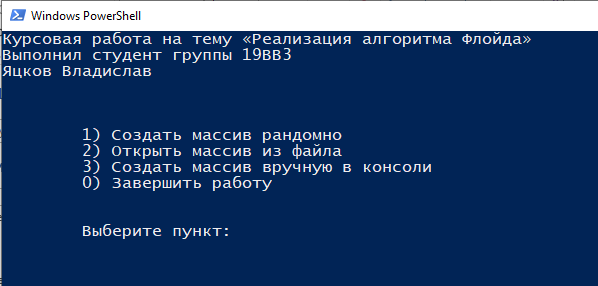 Windows PowerShell
Курсовая работа на тему «Реализация алгоритма Флойда»
Выполнил студент группы 19ВВ3
Яцков Владислав
1) Создать массив рандомно
2) Открыть массив из файла
3) Создать массив вручную в консоли
0) Завершить работу
Выберите пункт: